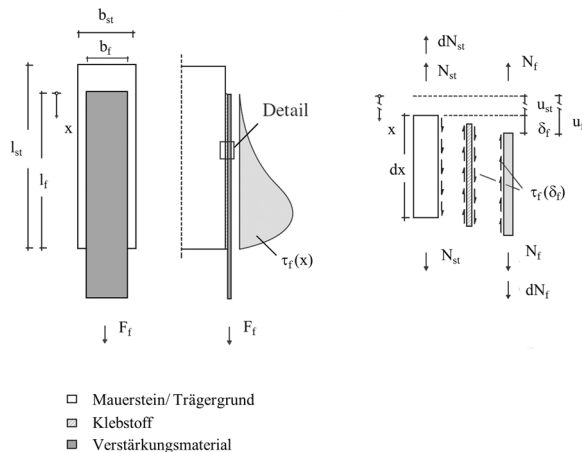 b_st
b_f
x
l_st
l_f
F_f
Detail
τ_f(x)
F_f
dN_st
N_st
N_f
u_st
u_f
δ_f
x
dx
τ_f(δ_f)
N_st
N_f
dN_f
Mauerstein/ Trägergrund
Klebstoff
Verstärkungsmaterial